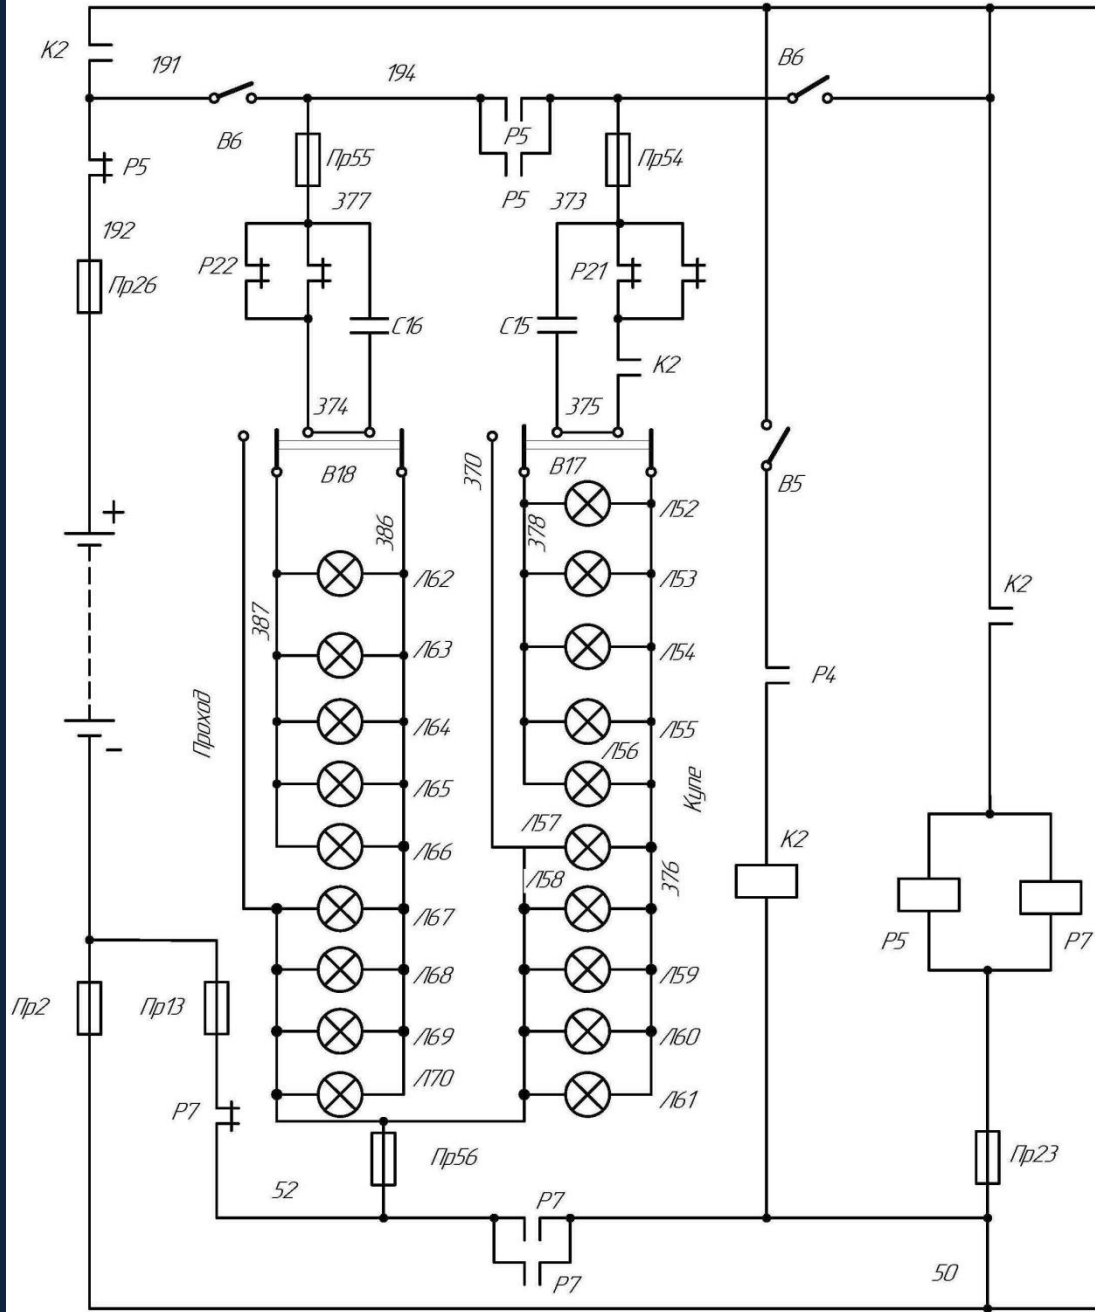 К2
191
194
В6
В6
Р5
Р5
Пр55
Р5
Пр54
377
373
192
Р22
Р21
Пр26
С16
С15
К2
374
375
370
В18
В17
В5
+
386
378
Л52
Л62
Л53
К2
387
Л63
Л54
Р4
Проход
Л64
Л55
Л56
−
Л65
Купе
Л57
К2
Л66
Л58
376
Л67
Р5
Р7
Л68
Л59
Пр2
Пр13
Л69
Л60
Л70
Л61
Р7
Пр56
Пр23
52
Р7
50
Р7